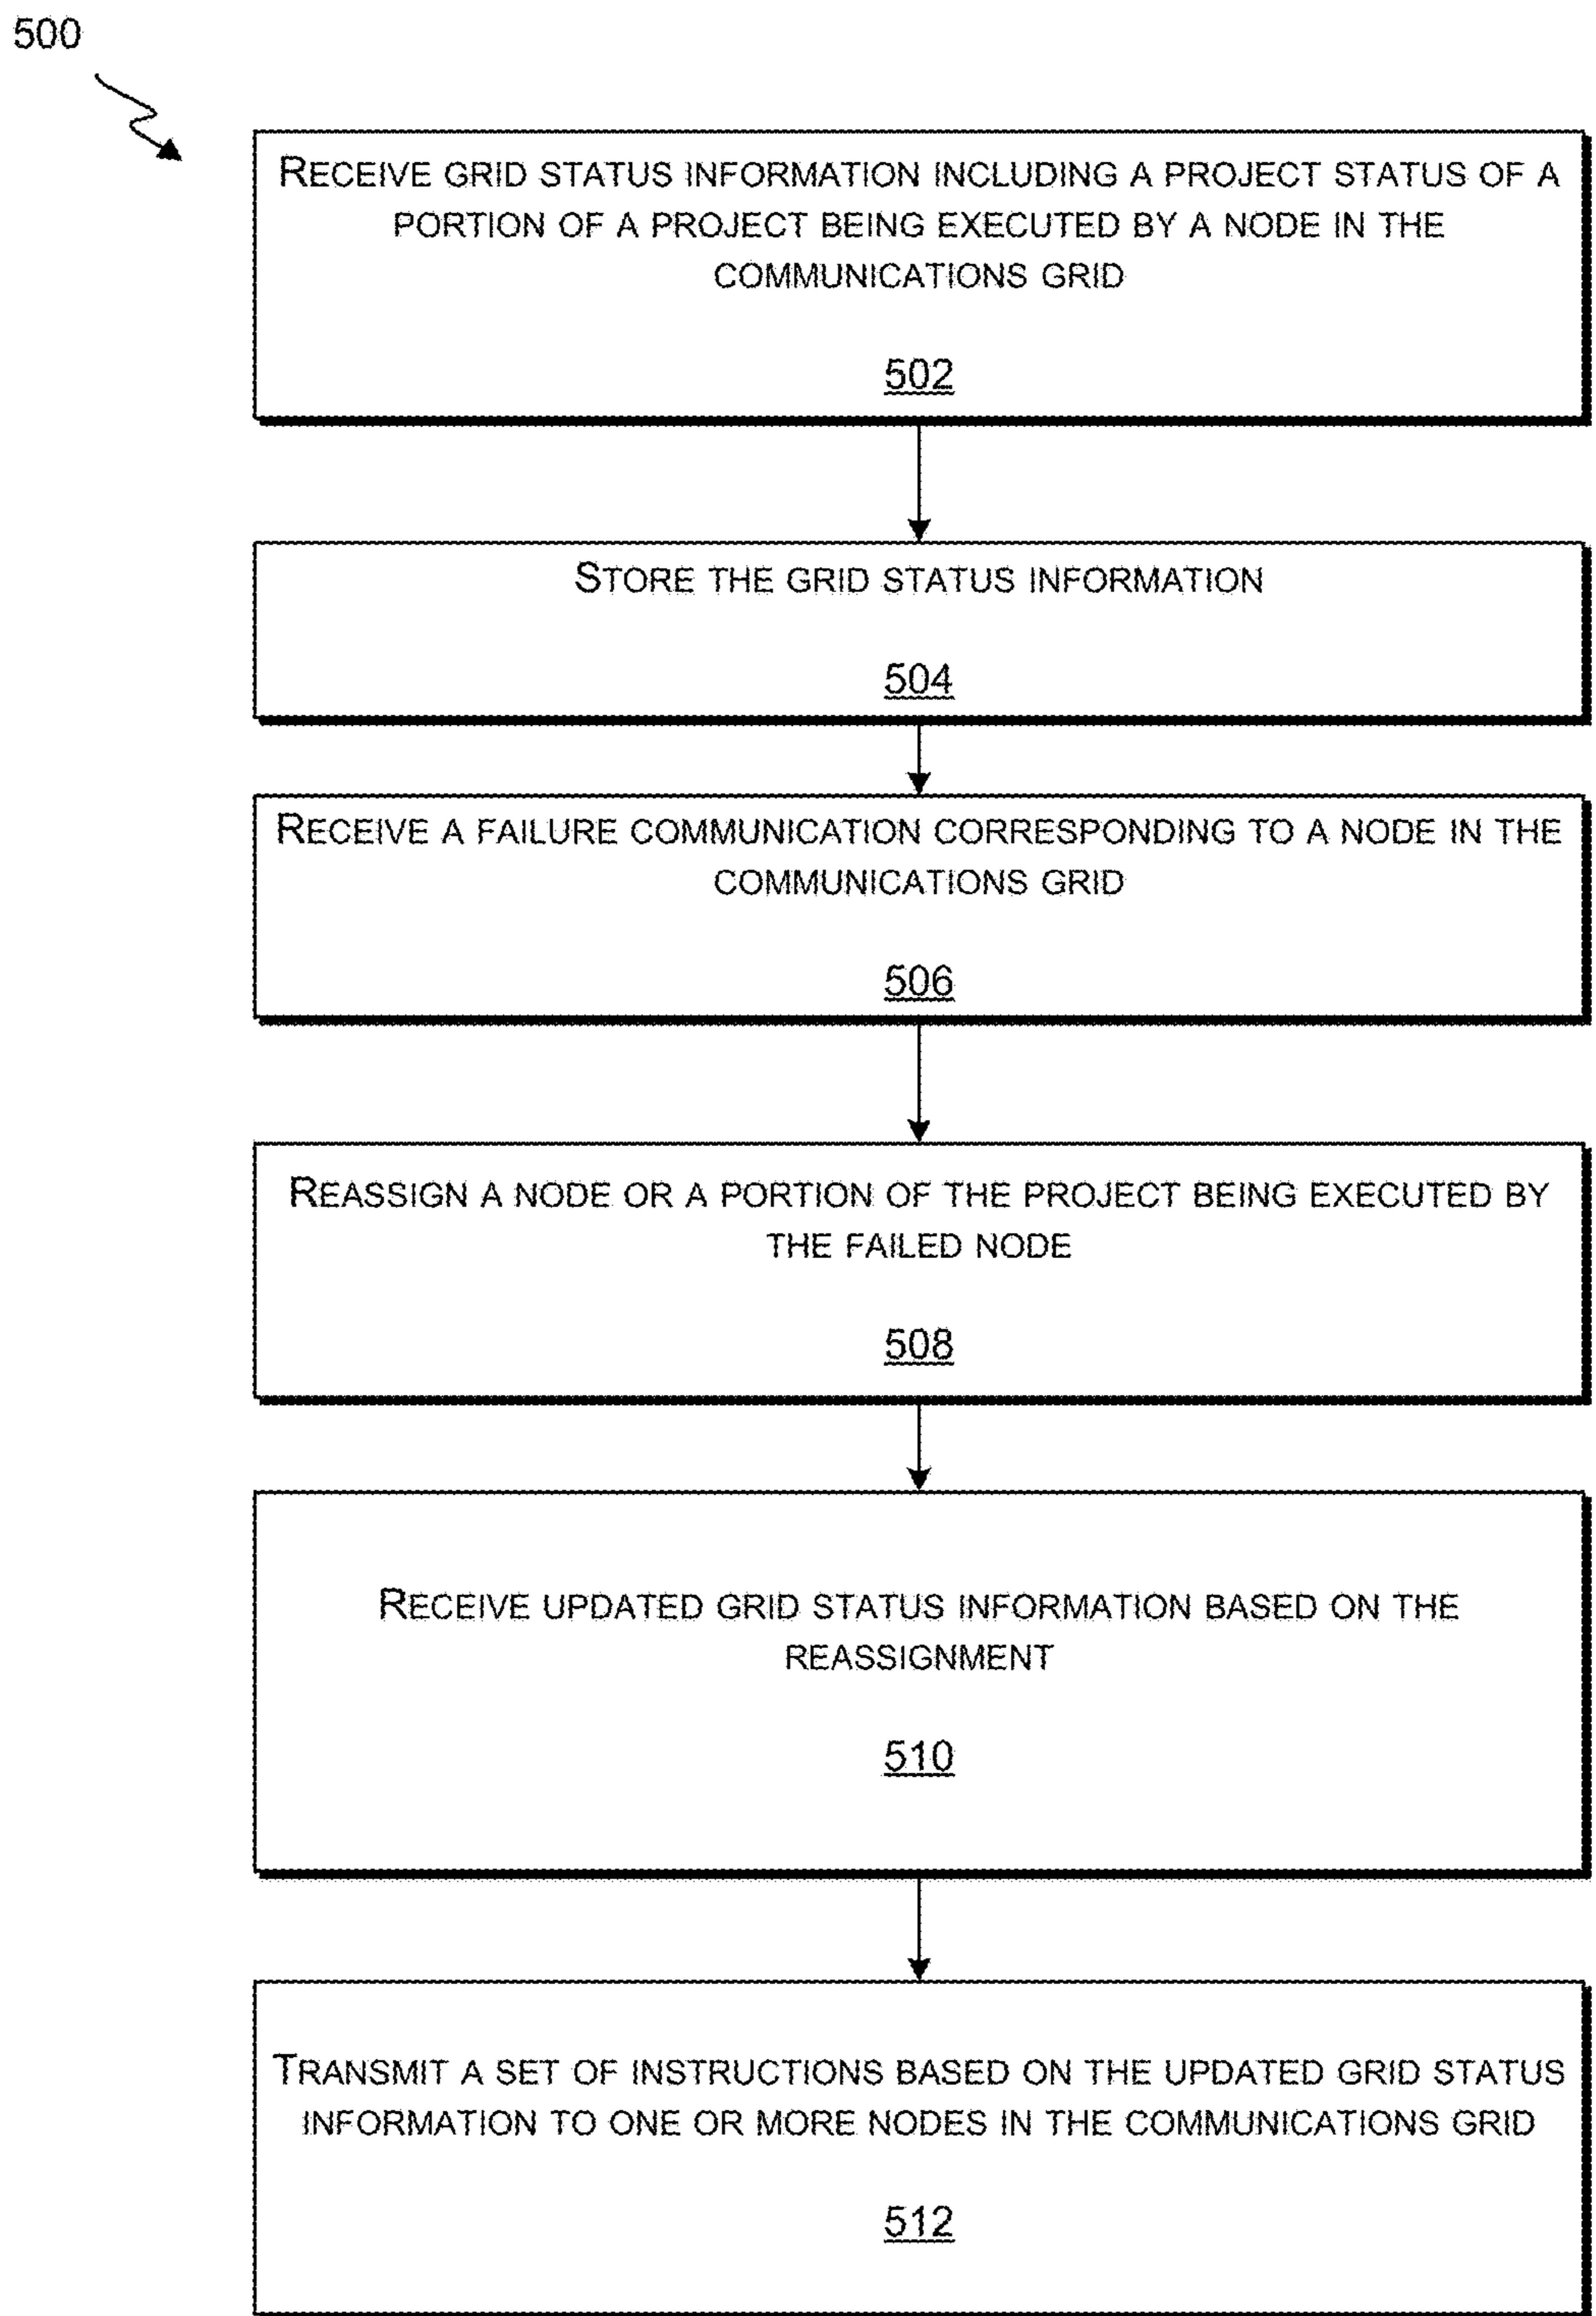 500
RECEIVE GRID STATUS INFORMATION INCLUDING A PROJECT STATUS OF A
PORTION OF A PROJECT BEING EXECUTED BY A NODE IN THE
COMMUNICATIONS GRID
502
STORE THE GRID STATUS INFORMATION
504
RECEIVE A FAILURE COMMUNICATION CORRESPONDING TO A NODE IN THE
COMMUNICATIONS GRID
506
REASSIGN A NODE OR A PORTION OF THE PROJECT BEING EXECUTED BY
THE FAILED NODE
508
RECEIVE UPDATED GRID STATUS INFORMATION BASED ON THE
REASSIGNMENT
510
TRANSMIT A SET OF INSTRUCTIONS BASED ON THE UPDATED GRID STATUS
INFORMATION TO ONE OR MORE NODES IN THE COMMUNICATIONS GRID
512